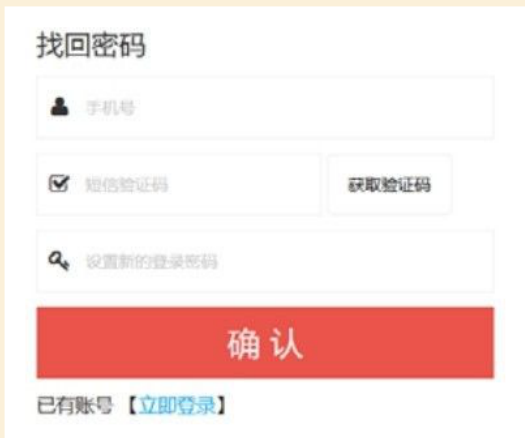 找回密码
手机号
短信验证码 获取验证码
设置新的登录密码
确认
已有账号【立即登录】